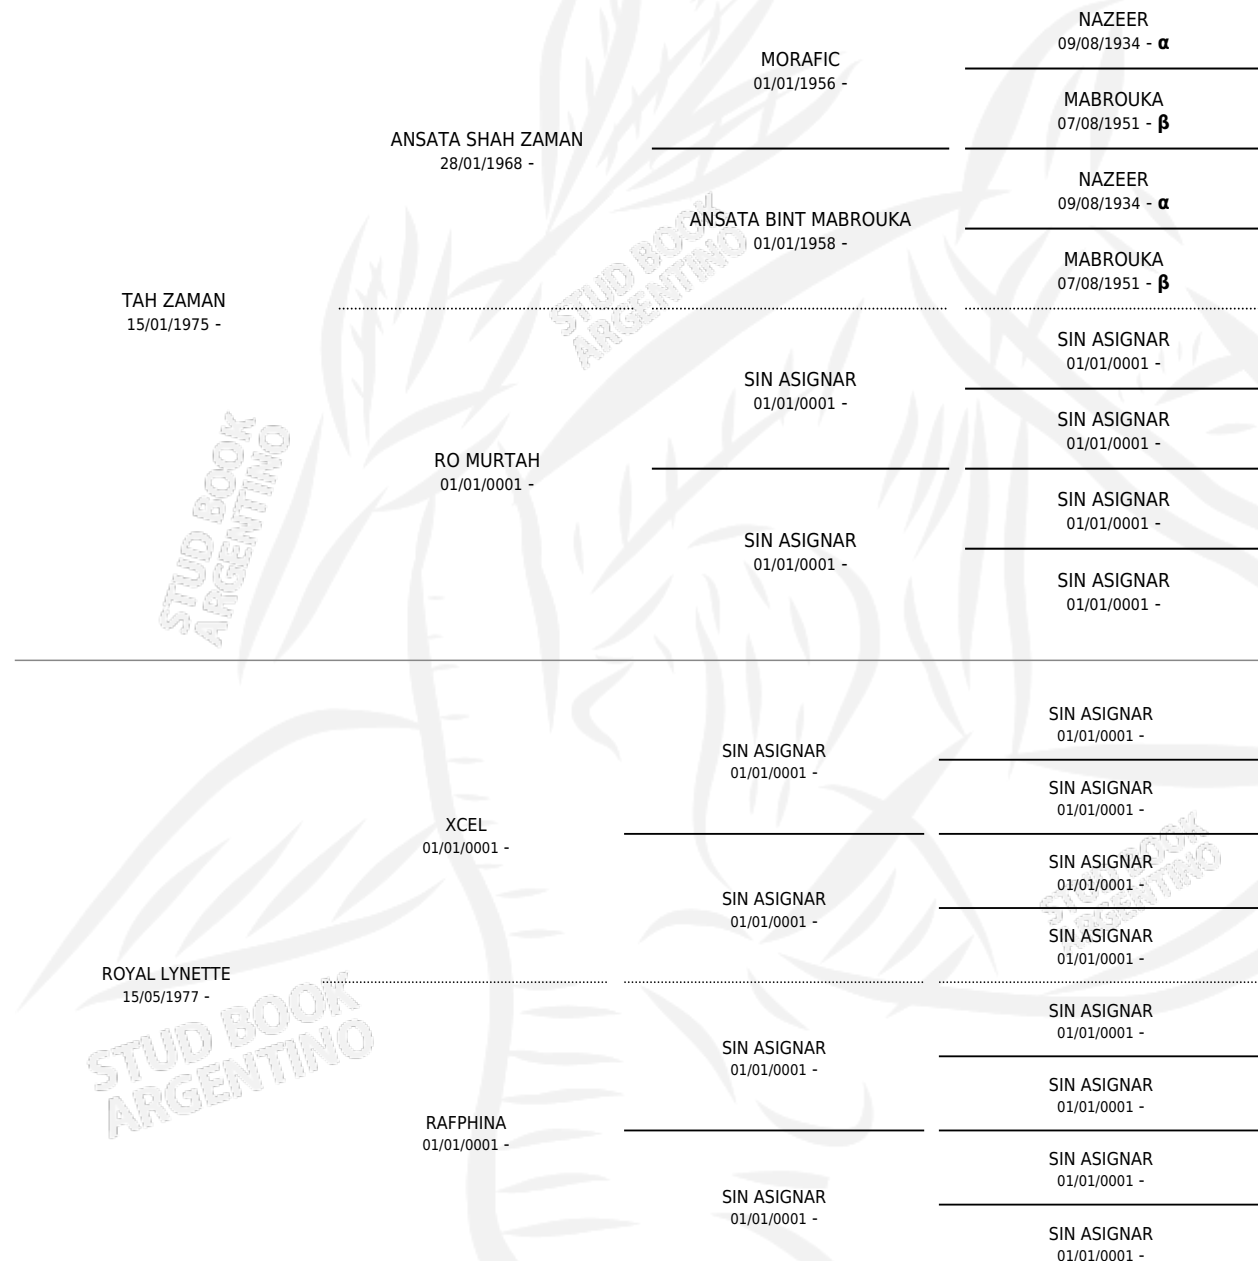 NAZEER
09/08/1934 - α
MORAFIC
01/01/1956 -
MABROUKA
07/08/1951 - β
ANSATA SHAH ZAMAN
28/01/1968 -
NAZEER
09/08/1934 - α
ANSATA BINT MABROUKA
01/01/1958 -
MABROUKA
07/08/1951 - β
TAH ZAMAN
15/01/1975 -
SIN ASIGNAR
01/01/0001 -
SIN ASIGNAR
01/01/0001 -
SIN ASIGNAR
01/01/0001 -
RO MURTAH
01/01/0001 -
SIN ASIGNAR
01/01/0001 -
SIN ASIGNAR
01/01/0001 -
SIN ASIGNAR
01/01/0001 -
STUD BOOK
ARGENTINO
STUD BOOK
ARGENTINO
SIN ASIGNAR
01/01/0001 -
SIN ASIGNAR
01/01/0001 -
SIN ASIGNAR
01/01/0001 -
XCEL
01/01/0001 -
SIN ASIGNAR
01/01/0001 -
SIN ASIGNAR
01/01/0001 -
SIN ASIGNAR
01/01/0001 -
STUD BOOK
ARGENTINO
ROYAL LYNETTE
15/05/1977 -
STUD BOOK
ARGENTINO
SIN ASIGNAR
01/01/0001 -
SIN ASIGNAR
01/01/0001 -
SIN ASIGNAR
01/01/0001 -
RAFPHINA
01/01/0001 -
SIN ASIGNAR
01/01/0001 -
SIN ASIGNAR
01/01/0001 -
SIN ASIGNAR
01/01/0001 -